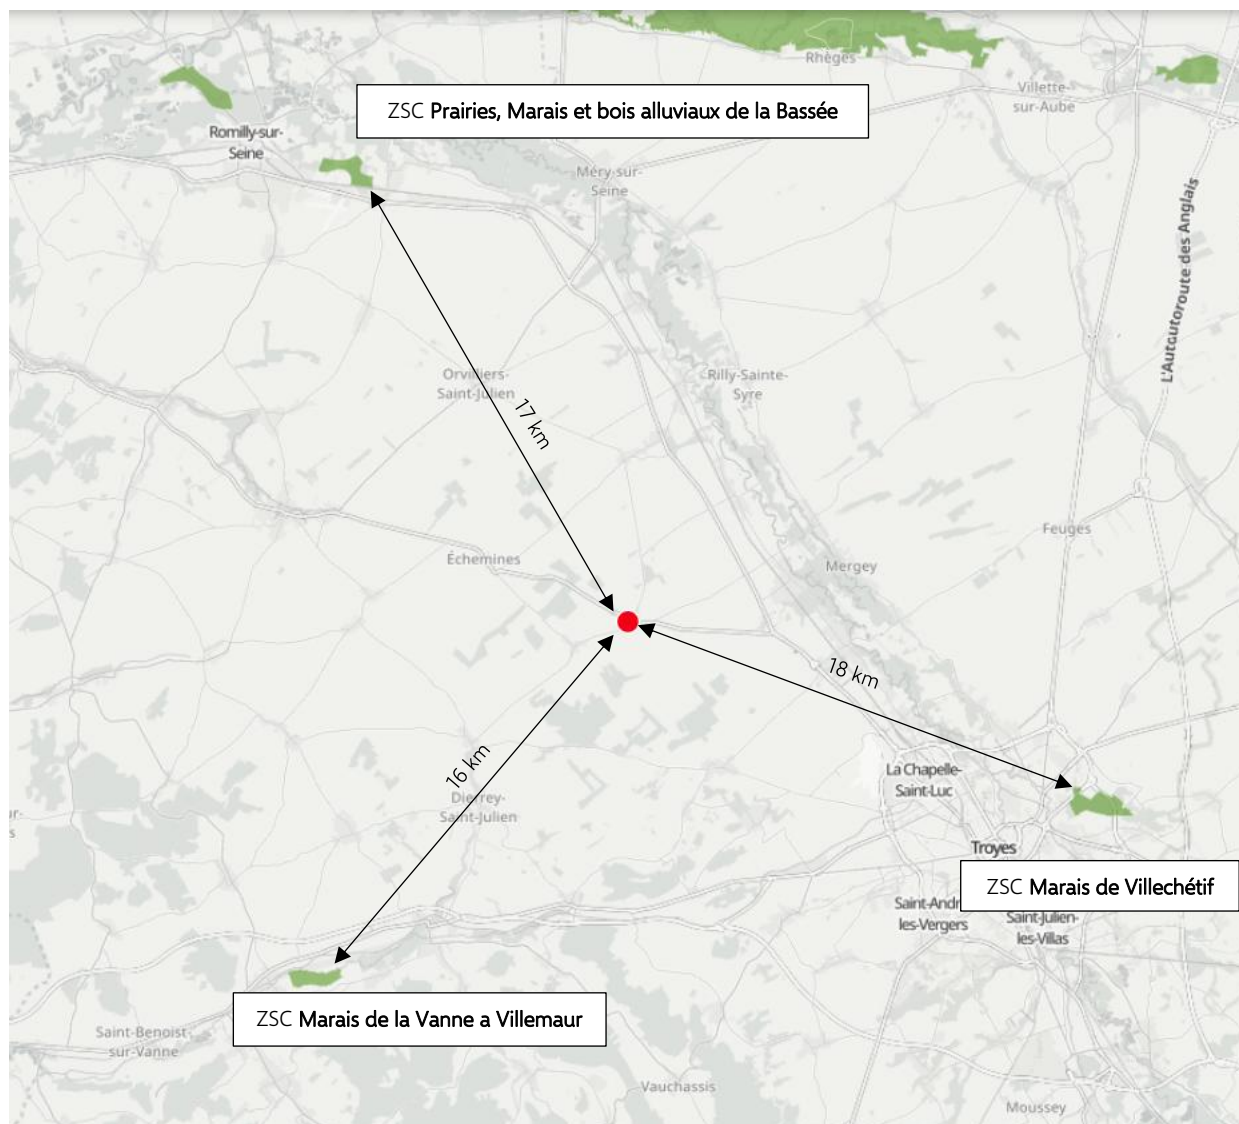 Rhèges
Villette-
sur-Aube
ZSC Prairies, Marais et bois alluviaux de la Bassée
Romilly-sur-
Seine
Méry-sur-
Seine
L'Autoroute des Anglais
Orvilliers-
Saint-Julien
Rilly-Sainte-
Syre
17 km
Feuges
Échemines
Mergey
18 km
16 km
La Chapelle-
Saint-Luc
Dierrey-
Saint-Julien
Troyes
ZSC Marais de Villechétif
Saint-Andr
les-Vergers
Saint-Julien-
les-Villas
ZSC Marais de la Vanne a Villemaur
Saint-Benoist-
sur-Vanne
Vauchassis
Moussey